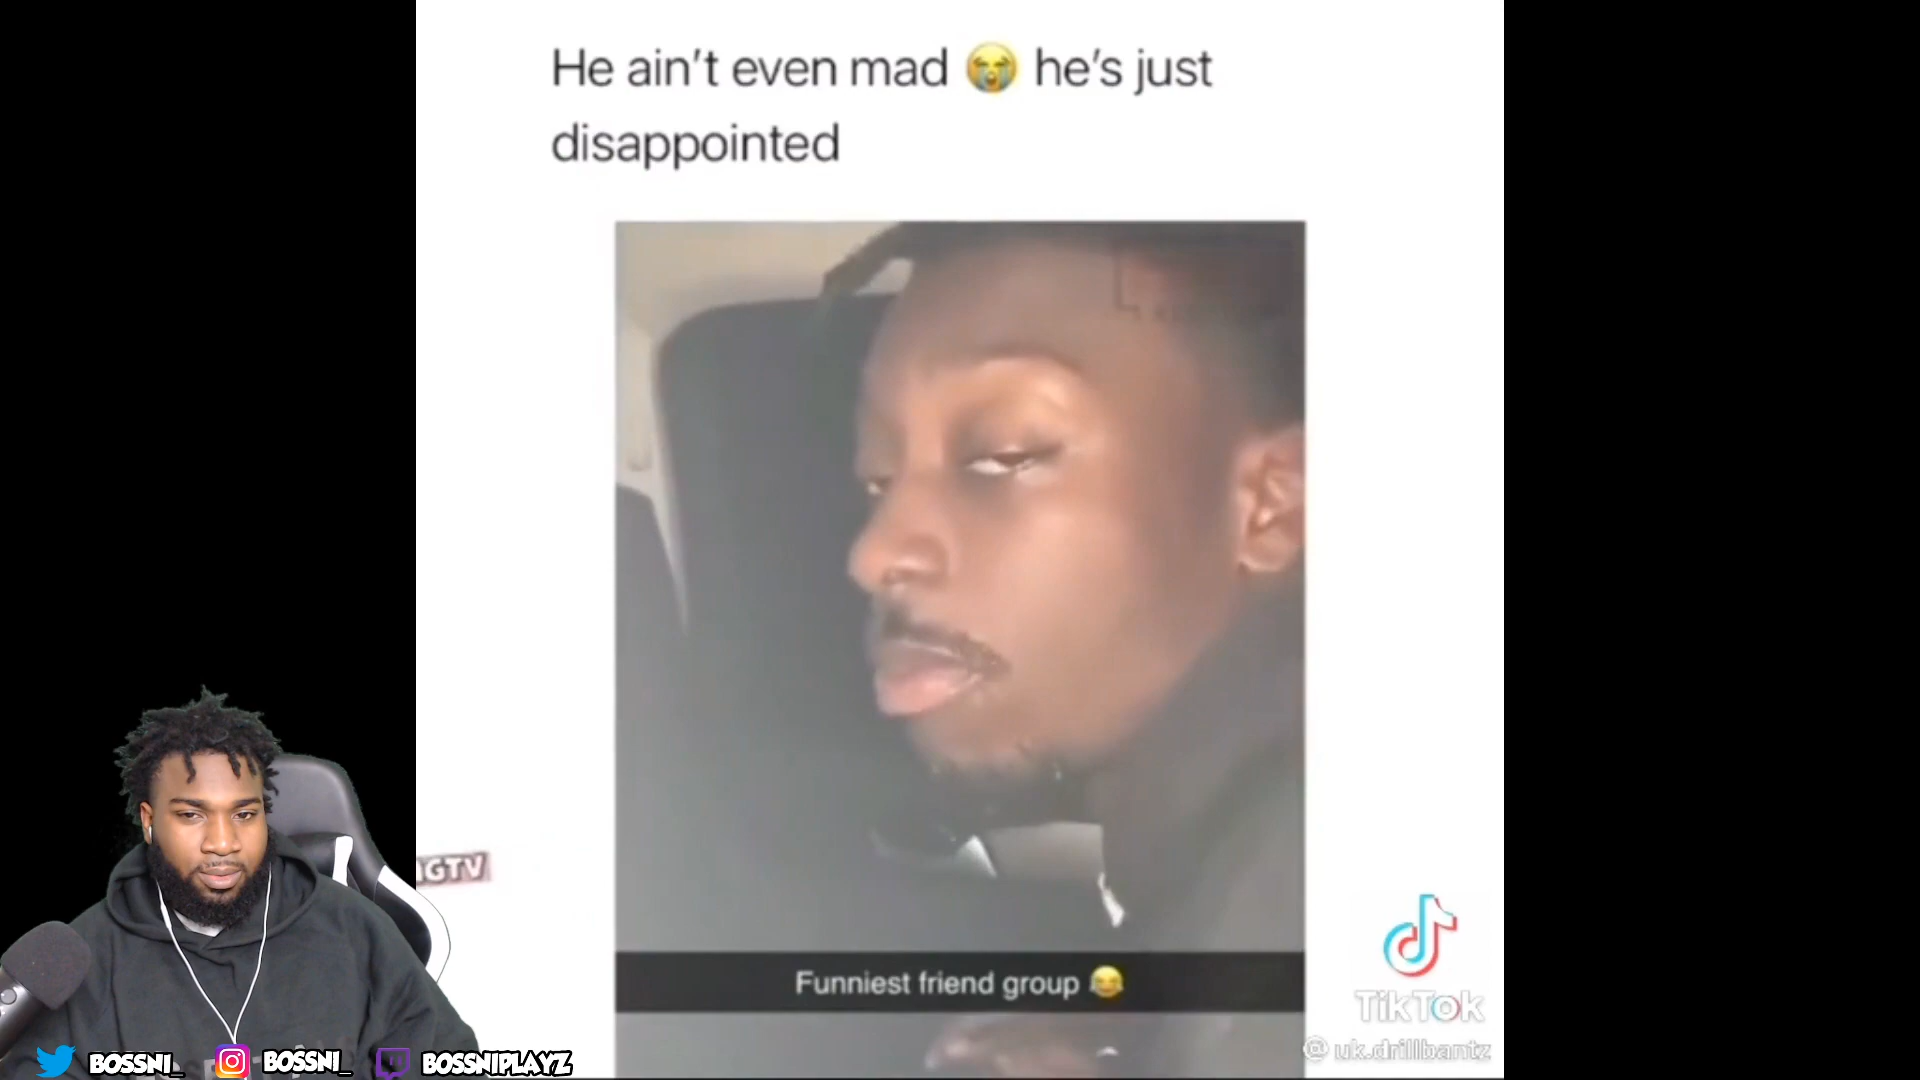 He ain't even mad 😭 he's just
disappointed
GTV
Funniest friend group 😂
TikTok
@uk.drillbantz
BOSSNI_
BOSSNI_
BOSSNIPLAYZ